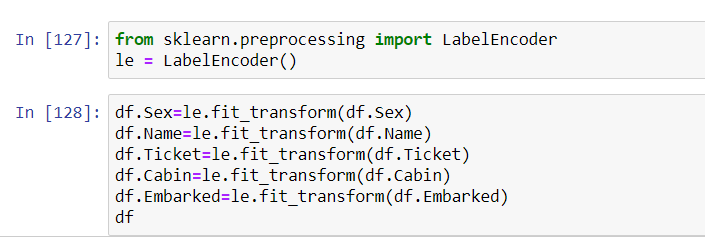 In [127]: from sklearn.preprocessing import LabelEncoder
le = LabelEncoder()
In [128]: df.Sex=le.fit_transform(df.Sex)
df.Name=le.fit_transform(df.Name)
df.Ticket=le.fit_transform(df.Ticket)
df.Cabin=le.fit_transform(df.Cabin)
df.Embarked=le.fit_transform(df.Embarked)
df